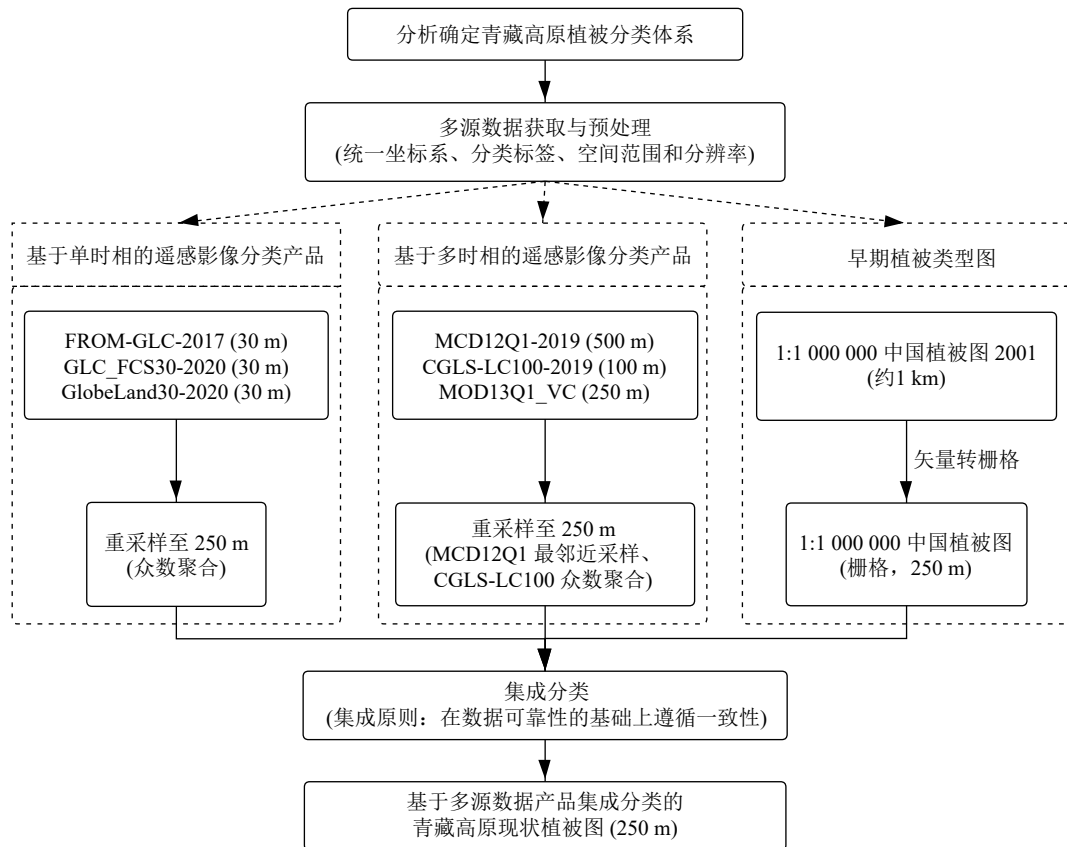 分析确定青藏高原植被分类体系
多源数据获取与预处理
(统一坐标系、分类标签、空间范围和分辨率)
基于单时相的遥感影像分类产品
FROM-GLC-2017 (30 m)
GLC_FCS30-2020 (30 m)
GlobeLand30-2020 (30 m)
重采样至 250 m
(众数聚合)
基于多时相的遥感影像分类产品
MCD12Q1-2019 (500 m)
CGLS-LC100-2019 (100 m)
MOD13Q1_VC (250 m)
重采样至 250 m
(MCD12Q1 最邻近采样、
CGLS-LC100 众数聚合)
早期植被类型图
1:1 000 000 中国植被图 2001
(约1 km)
矢量转栅格
1:1 000 000 中国植被图
(栅格，250 m)
集成分类
(集成原则：在数据可靠性的基础上遵循一致性)
基于多源数据产品集成分类的
青藏高原现状植被图 (250 m)